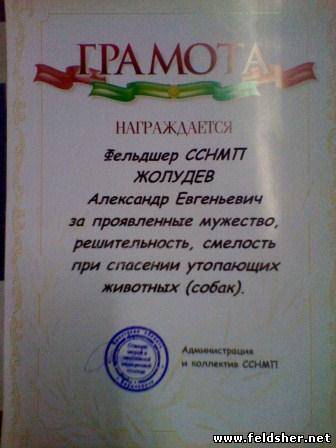 ГРАМОТА
НАГРАЖДАЕТСЯ
Фельдшер ССНМП
ЖОЛУДЕВ
Александр Евгеньевич
за проявленные мужество,
решительность, смелость
при спасении утопающих
животных (собак).
Администрация
и коллектив ССНМП
www.feldsher.net